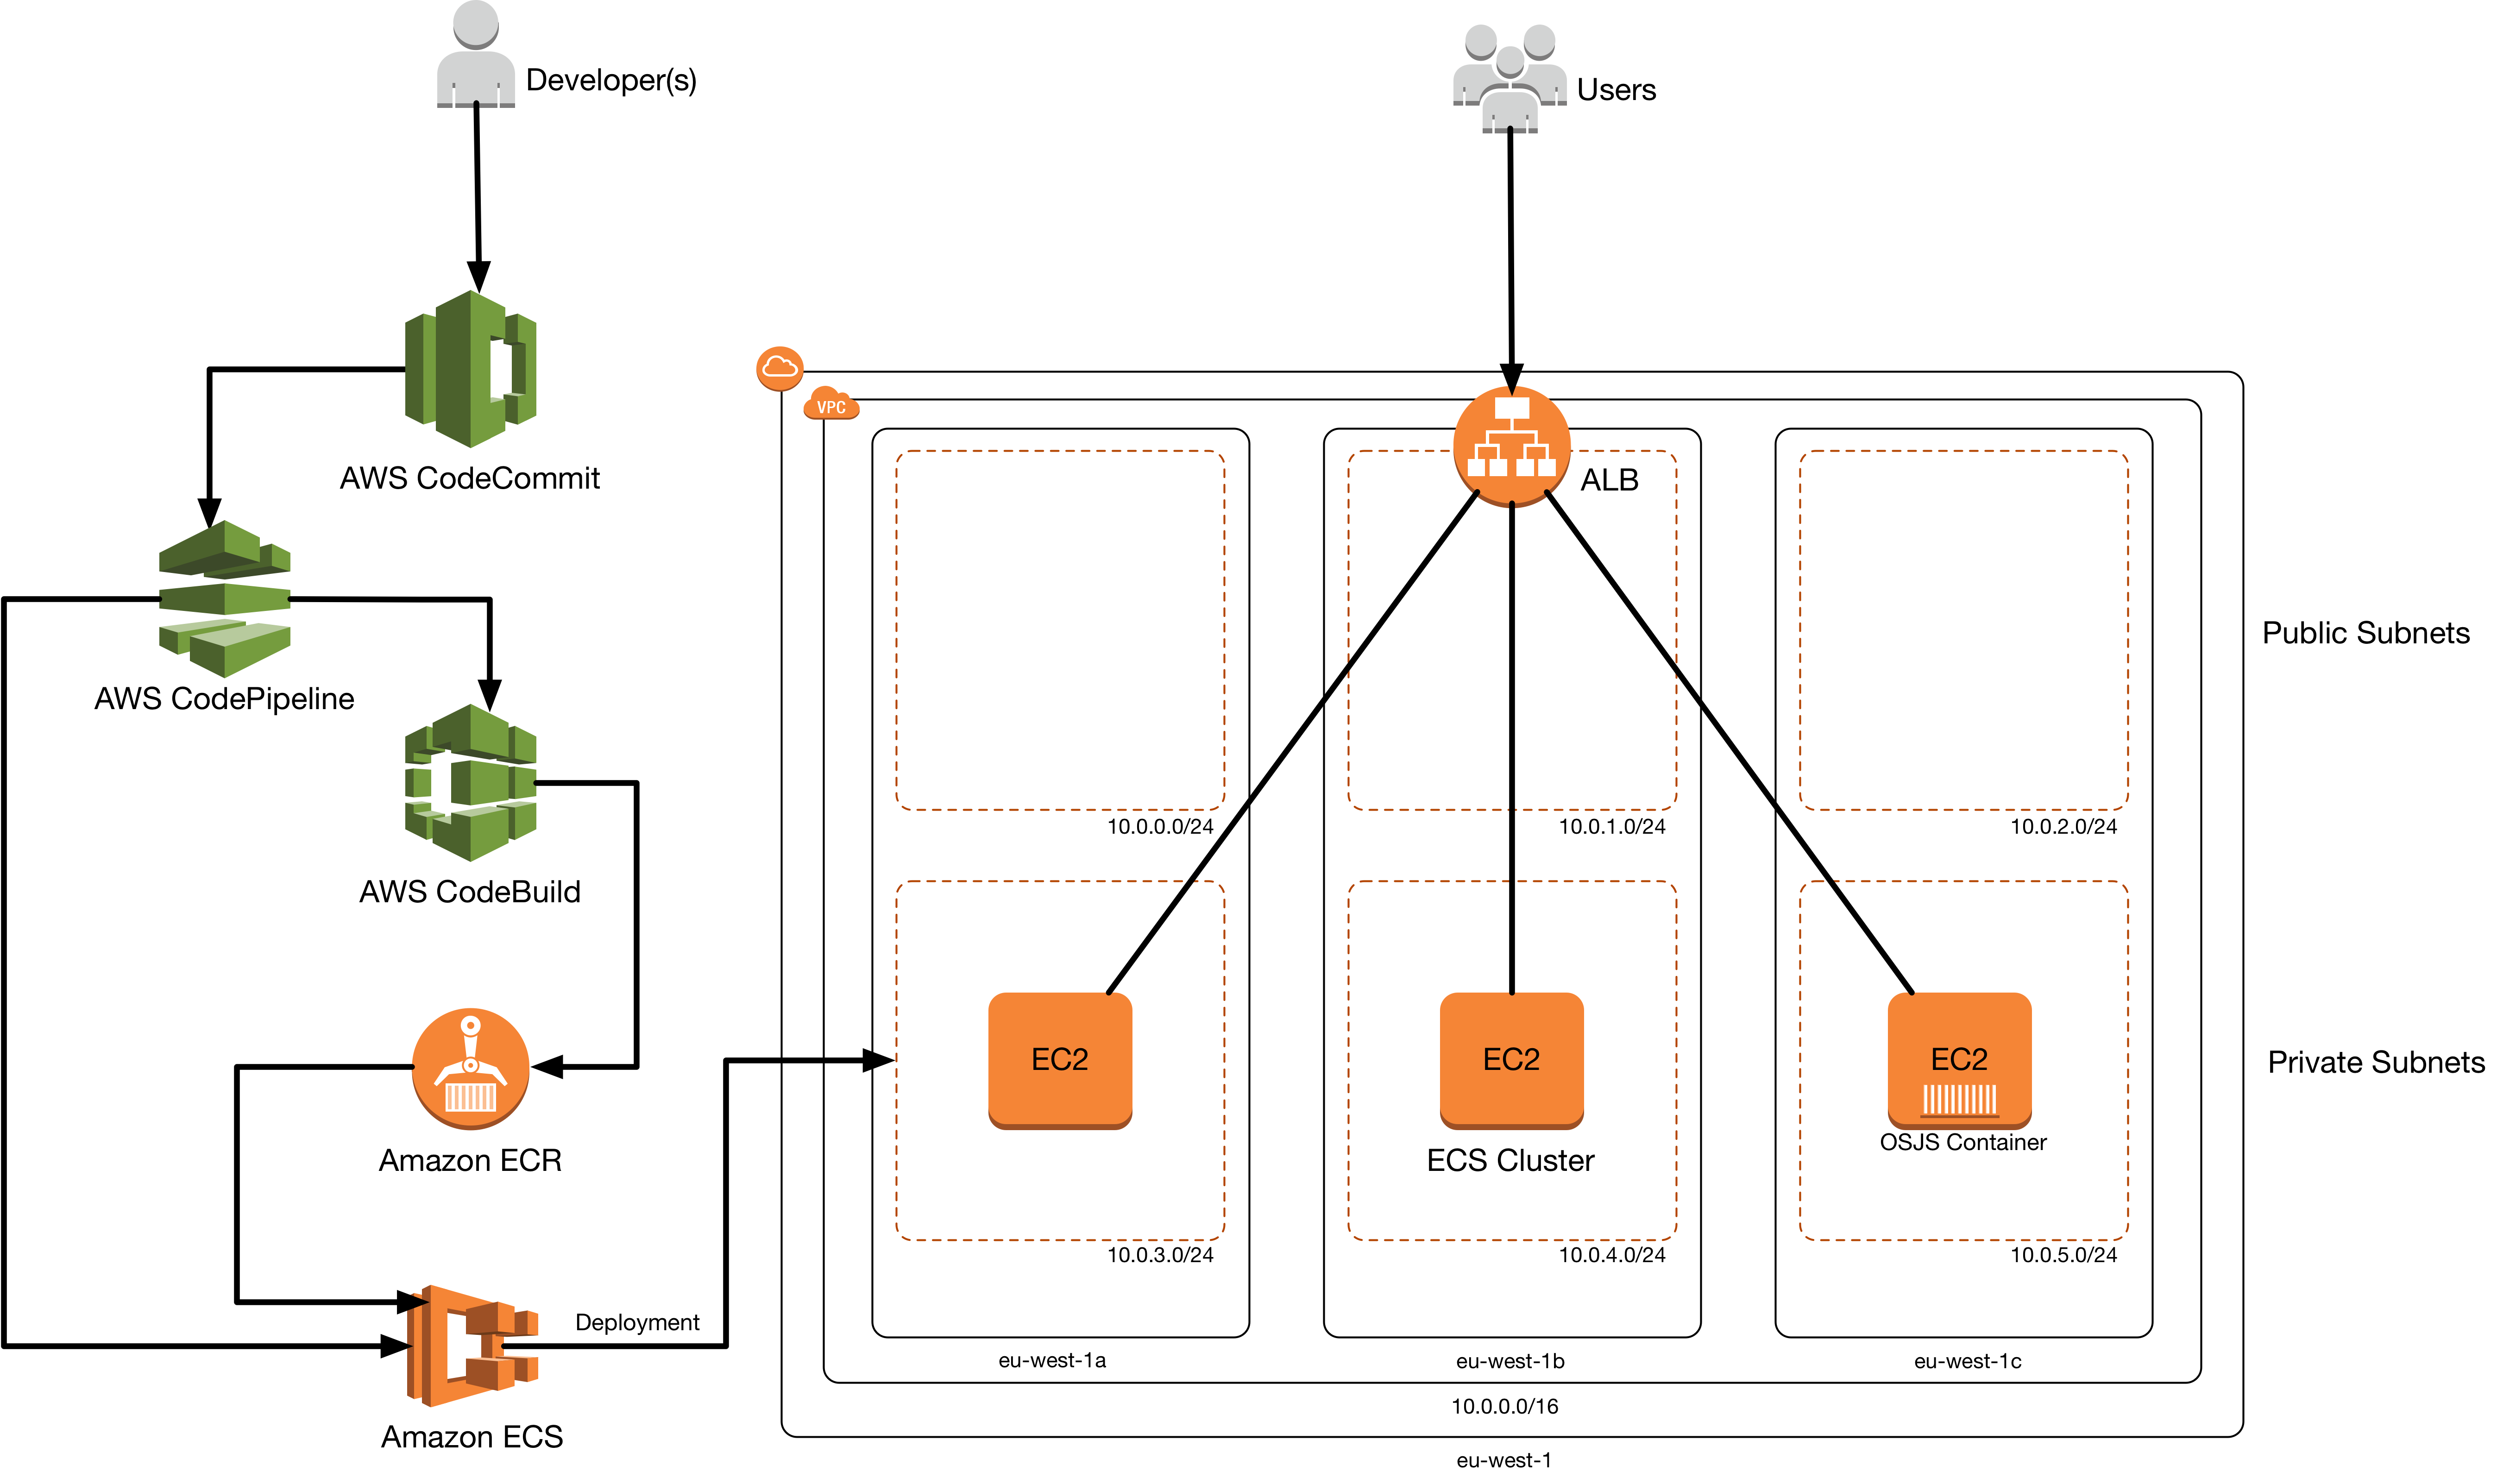 Developer(s)
Users
VPC
AWS CodeCommit
ALB
Public Subnets
AWS CodePipeline
10.0.0.0/24
10.0.1.0/24
10.0.2.0/24
AWS CodeBuild
EC2
EC2
EC2
Private Subnets
OSJS Container
Amazon ECR
ECS Cluster
10.0.3.0/24
10.0.4.0/24
10.0.5.0/24
Deployment
eu-west-1a
eu-west-1b
eu-west-1c
10.0.0.0/16
Amazon ECS
eu-west-1